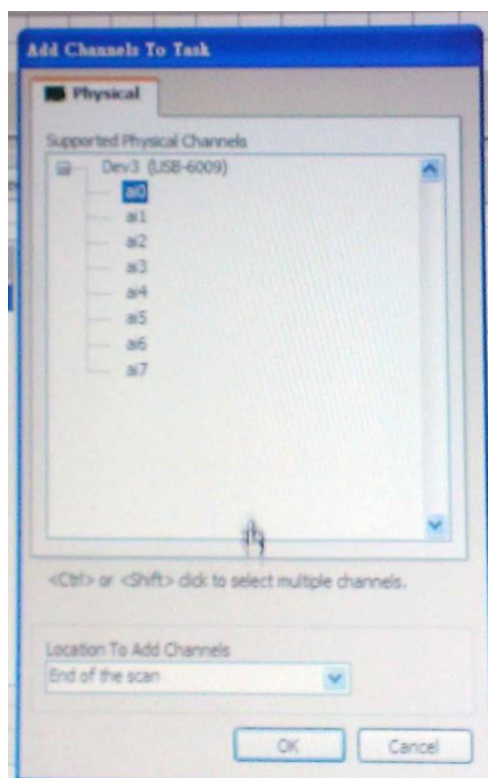 Add Channels To Task
Physical
Supported Physical Channels
Dev3 (USB-6009)
ai0
ai1
ai2
ai3
ai4
ai5
ai6
ai7
<Ctrl> or <Shift> click to select multiple channels.
Location To Add Channels
End of the scan
OK Cancel